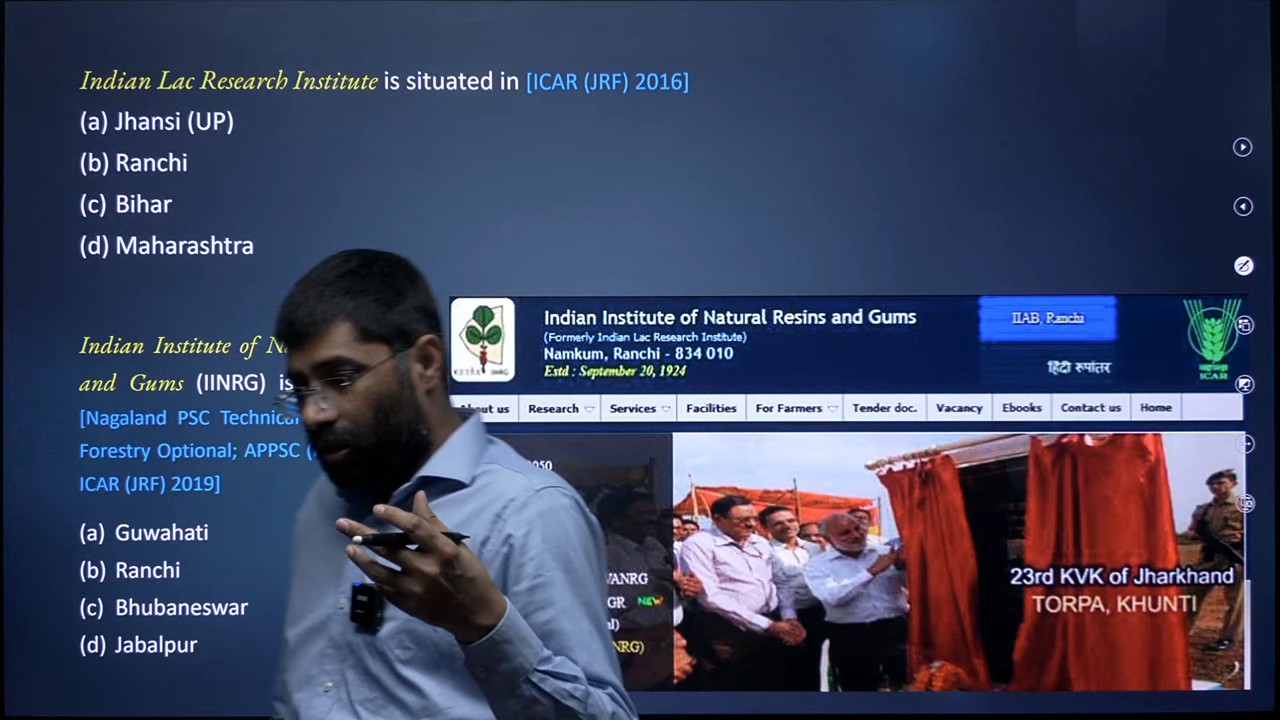 Indian Lac Research Institute is situated in [ICAR (JRF) 2016]
(a) Jhansi (UP)
(b) Ranchi
(c) Bihar
(d) Maharashtra
Indian Institute of
and Gums (IINRG) is
[Nagaland PSC
Forestry Optional; APPSC
ICAR (JRF) 2019]
(a) Guwahati
(b) Ranchi
(c) Bhubaneswar
(d) Jabalpur
Indian Institute of Natural Resins and Gums
(Formerly Indian Lac Research Institute)
Namkum, Ranchi - 834 010
Estd : September 20, 1924
IIAB, Ranchi
हिंदी रुपांतर
ICAR
us Research Services Facilities For Farmers Tender doc. Vacancy Ebooks Contact us Home
NEW
23rd KVK of Jharkhand
TORPA, KHUNTI